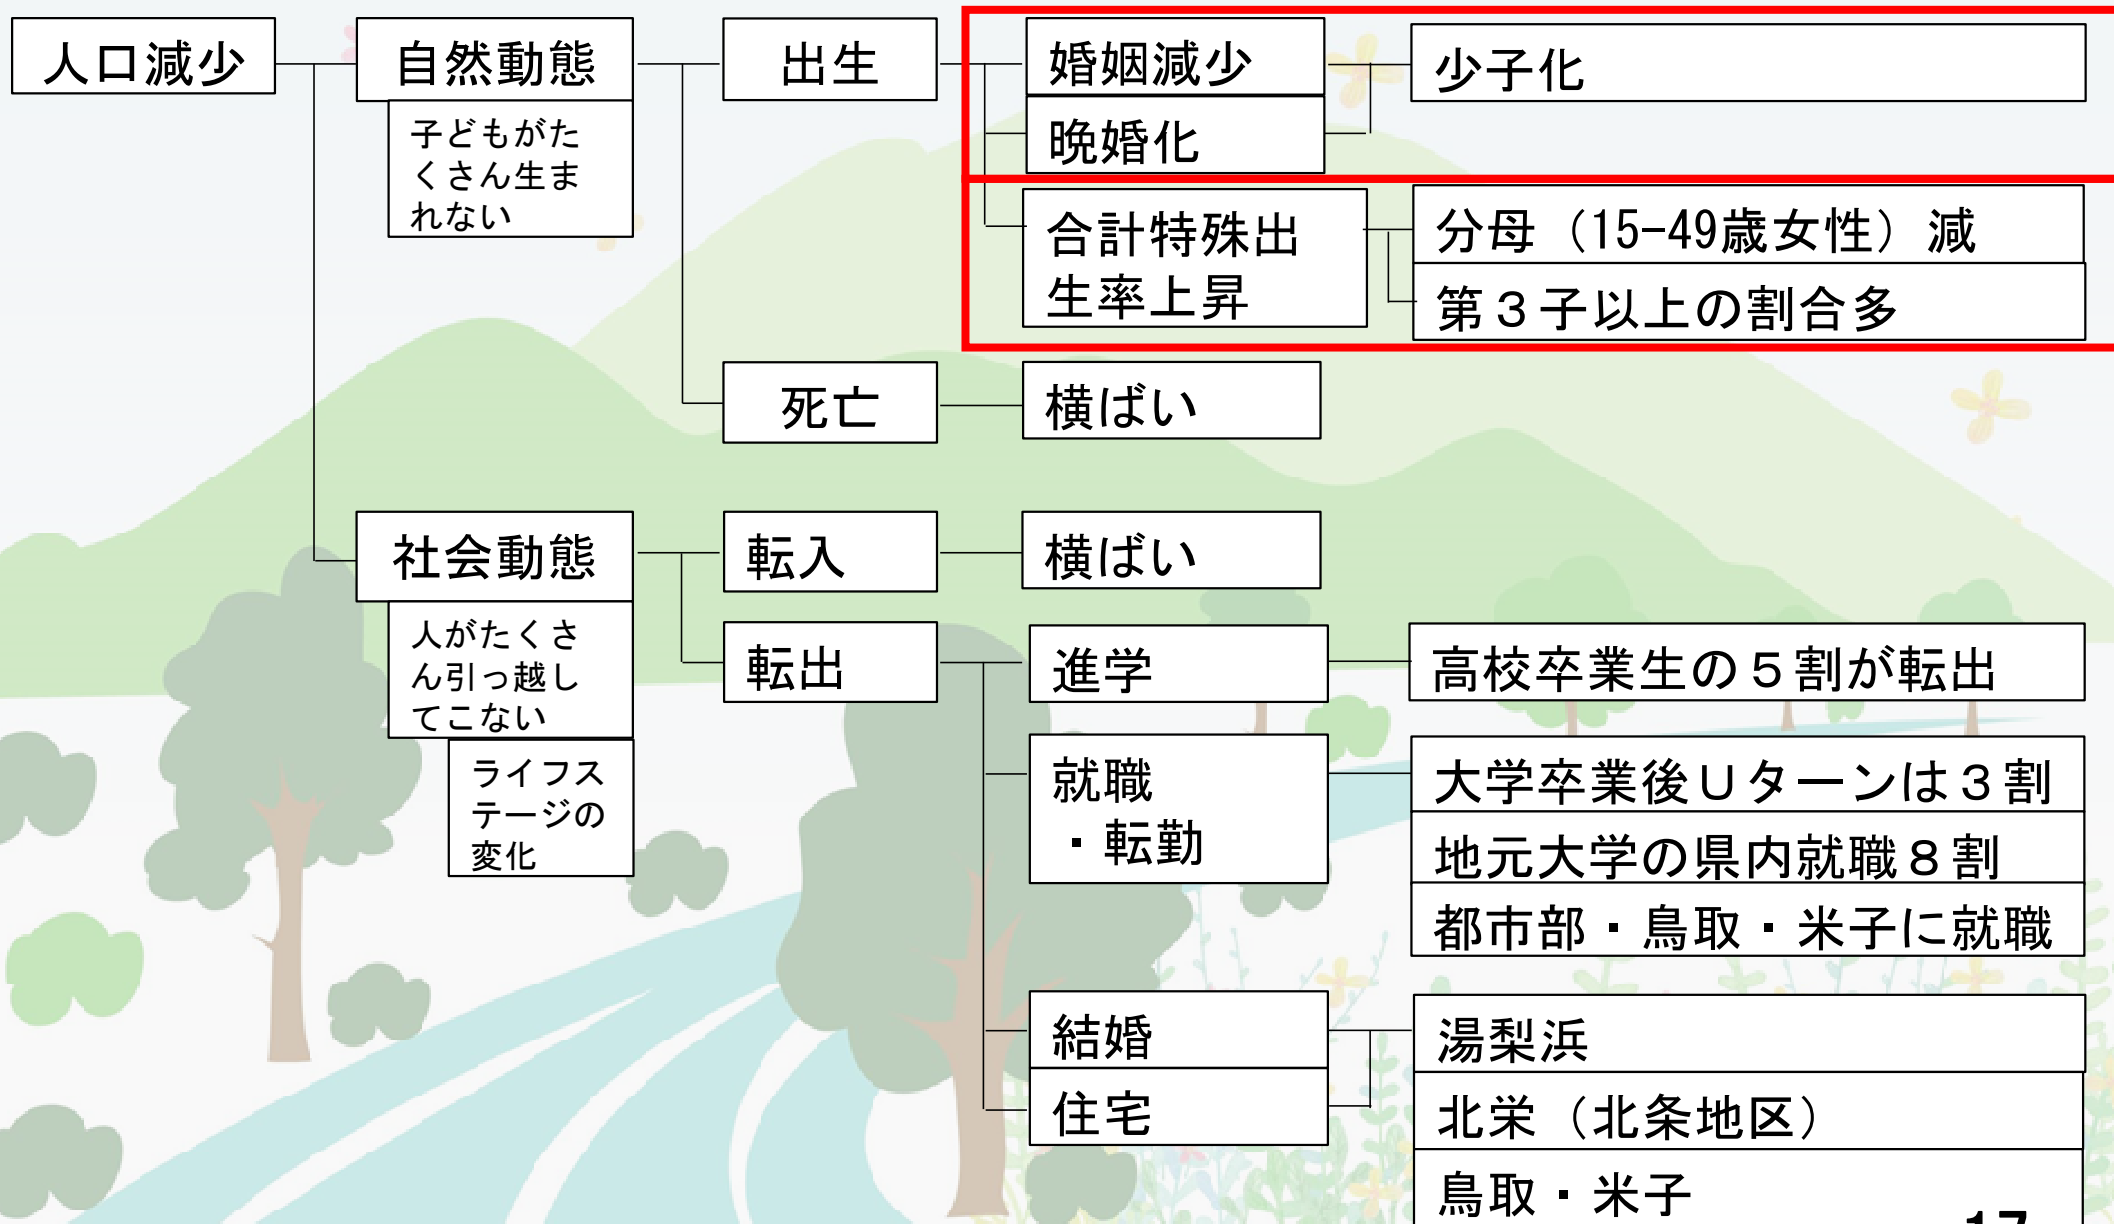 人口減少
自然動態
子どもがた
くさん生ま
れない
出生
婚姻減少
晩婚化
少子化
合計特殊出
生率上昇
分母（15-49歳女性）減
第３子以上の割合多
死亡
横ばい
社会動態
人がたくさ
ん引っ越し
てこない
ライフス
テージの
変化
転入
横ばい
転出
進学
高校卒業生の５割が転出
就職
・転勤
大学卒業後Ｕターンは３割
地元大学の県内就職８割
都市部・鳥取・米子に就職
結婚
住宅
湯梨浜
北栄（北条地区）
鳥取・米子
17